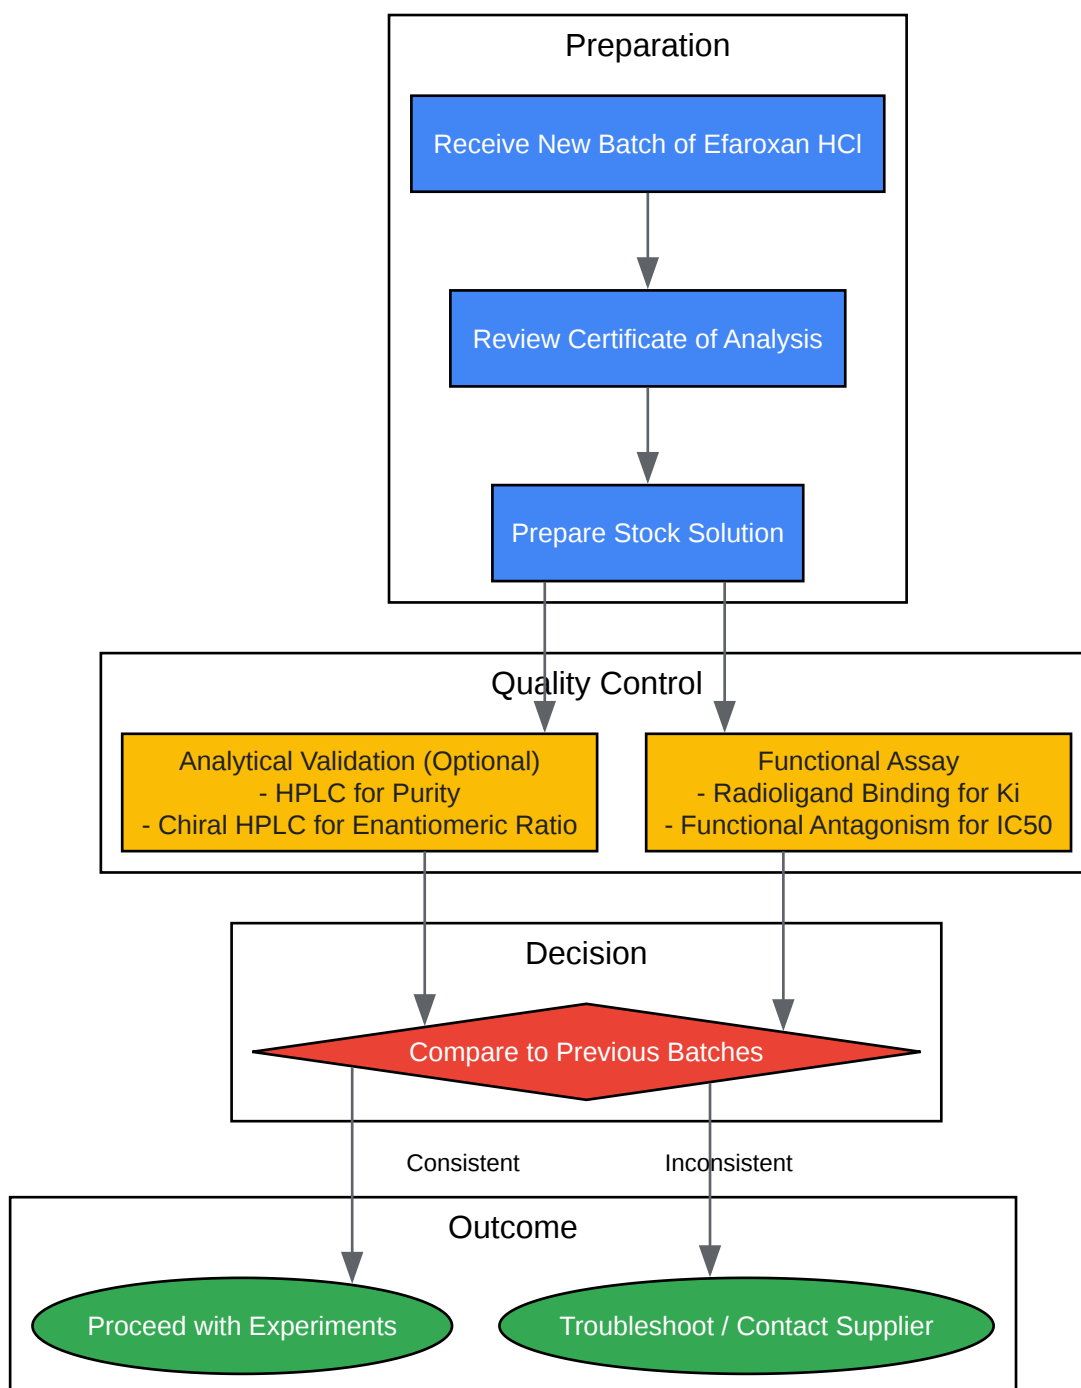 Preparation
Receive New Batch of Efaroxan HCl
Review Certificate of Analysis
Prepare Stock Solution
Quality Control
Analytical Validation (Optional)
- HPLC for Purity
- Chiral HPLC for Enantiomeric Ratio
Functional Assay
- Radioligand Binding for Ki
- Functional Antagonism for IC50
Decision
Compare to Previous Batches
Consistent
Inconsistent
Outcome
Proceed with Experiments
Troubleshoot / Contact Supplier